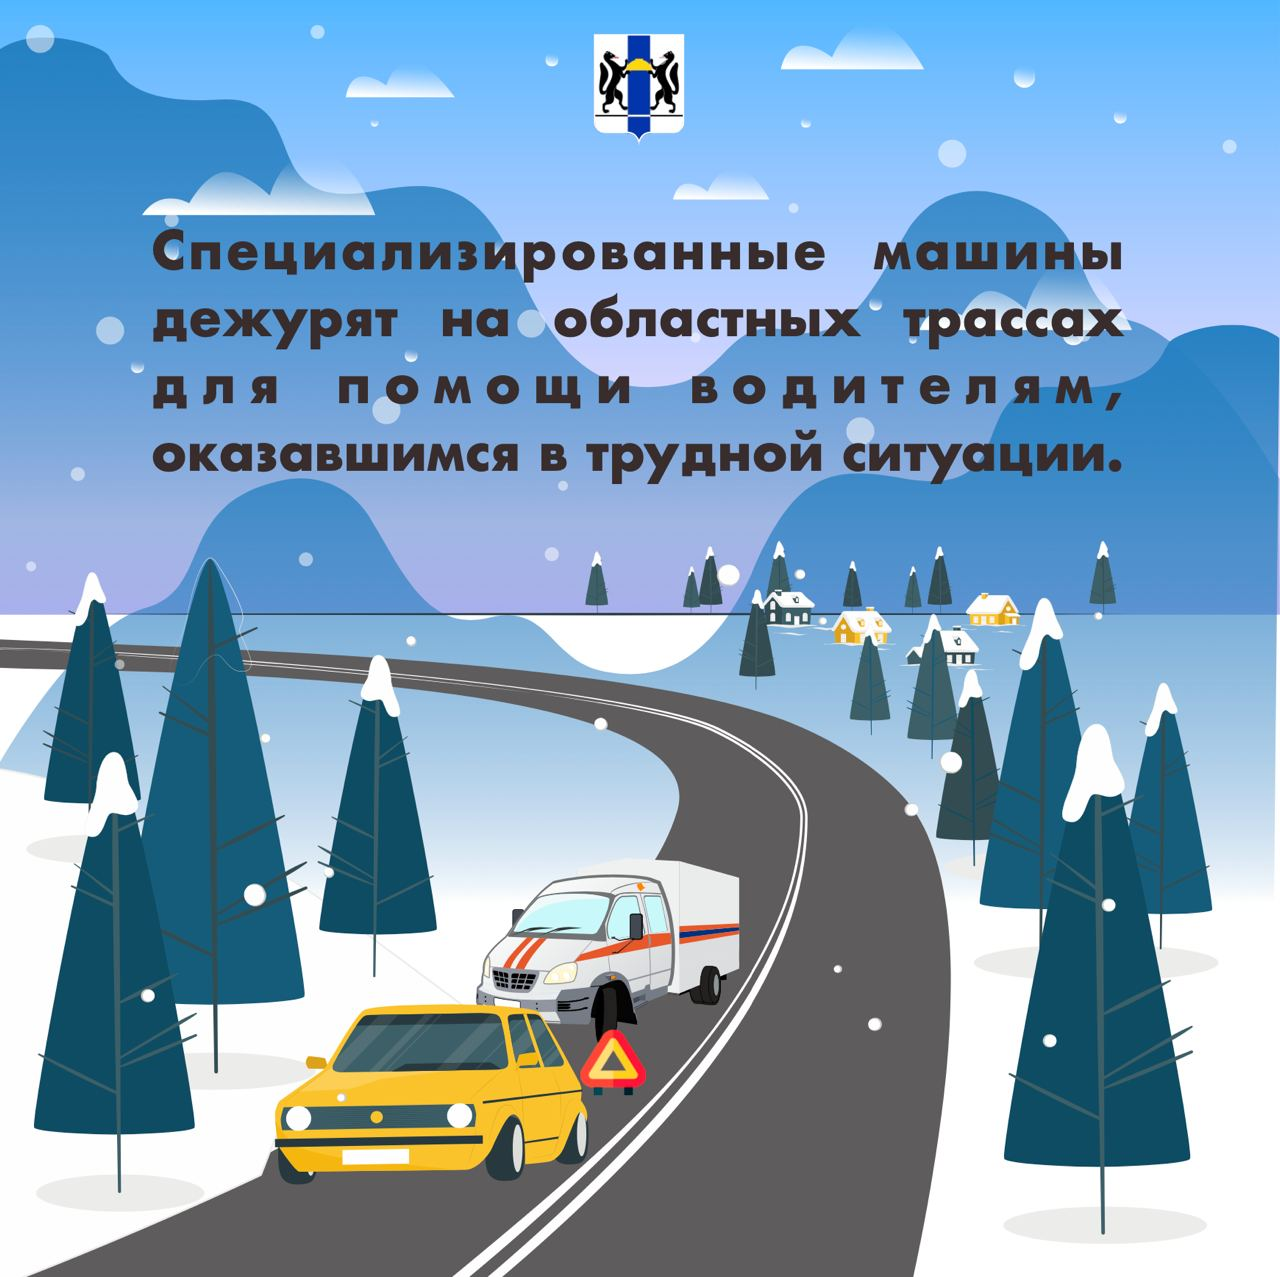 Специализированные машины
дежурят на областных трассах
для помощи водителям,
оказавшимся в трудной ситуации.